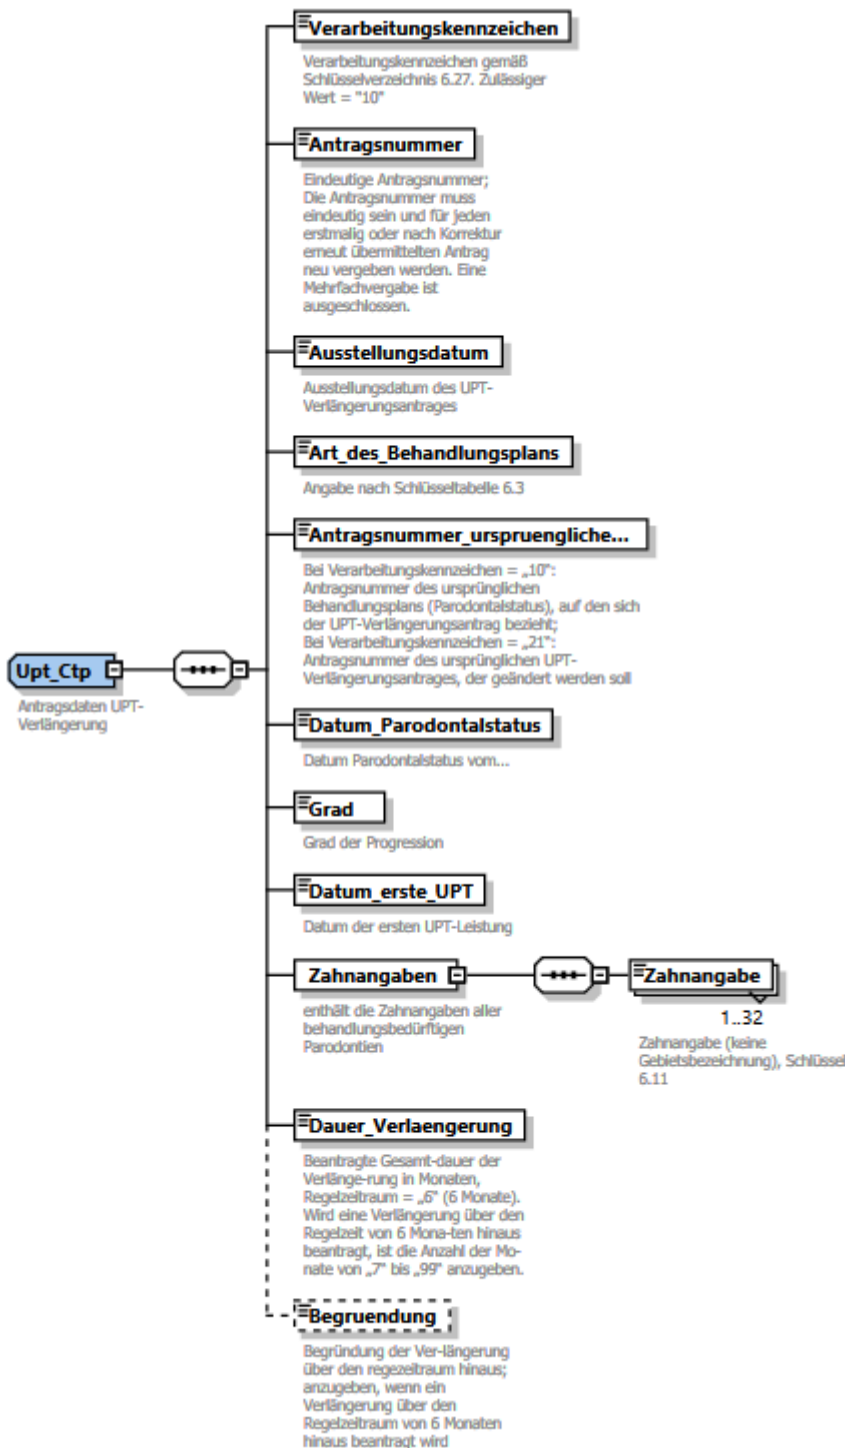 Verarbeitungskennzeichen
Verarbeitungskennzeichen gemäß
Schlüsselverzeichnis 6.27. Zulässiger
Wert = "10"
Antragsnummer
Eindeutige Antragsnummer;
Die Antragsnummer muss
eindeutig sein und für jeden
erstmalig oder nach Korrektur
erneut übermittelten Antrag
neu vergeben werden. Eine
Mehrfachvergabe ist
ausgeschlossen.
Ausstellungsdatum
Ausstellungsdatum des UPT-
Verlängerungsantrages
Art_des_Behandlungsplans
Angabe nach Schlüsseltabelle 6.3
Antragsnummer_urspruengliche...
Bei Verarbeitungskennzeichen = „10":
Antragsnummer des ursprünglichen
Behandlungsplans (Parodontalstatus), auf den sich
der UPT-Verlängerungsantrag bezieht;
Bei Verarbeitungskennzeichen = „21":
Antragsnummer des ursprünglichen UPT-
Verlängerungsantrages, der geändert werden soll
Upt_Ctp
Antragsdaten UPT-
Verlängerung
Datum_Parodontalstatus
Datum Parodontalstatus vom...
Grad
Grad der Progression
Datum_erste_UPT
Datum der ersten UPT-Leistung
Zahnangaben
enthält die Zahnangaben aller
behandlungsbedürftigen
Parodontien
Zahnangabe
1..32
Zahnangabe (keine
Gebietsbezeichnung), Schlüssel
6.11
Dauer_Verlaengerung
Beantragte Gesamt-dauer der
Verlänge-rung in Monaten,
Regelzeitraum = „6" (6 Monate).
Wird eine Verlängerung über den
Regelzeit von 6 Mona-ten hinaus
beantragt, ist die Anzahl der Mo-
nate von „7" bis „99" anzugeben.
Begruendung
Begründung der Ver-längerung
über den regezeitraum hinaus;
anzugeben, wenn ein
Verlängerung über den
Regelzeitraum von 6 Monaten
hinaus beantragt wird